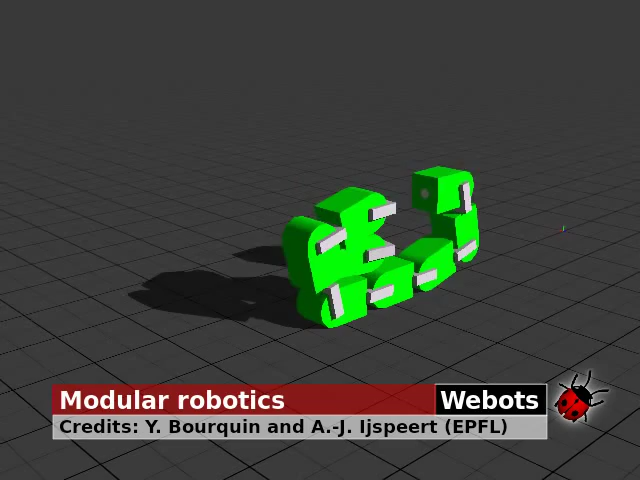 Modular robotics Webots
Credits: Y. Bourquin and A.-J. Ijspeert (EPFL)